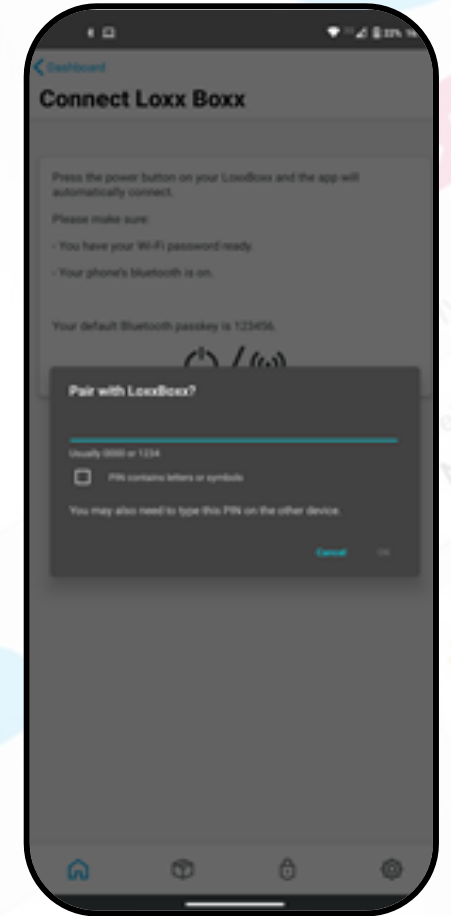 Dashboard
Connect Loxx Boxx
Press the power button on your LoxxBoxx and the app will
automatically connect.
Please make sure:
- You have your Wi-Fi password ready.
- Your phone's bluetooth is on.
Your default Bluetooth passkey is 123456.
Pair with LoxxBoxx?
Usually 0000 or 1234
PIN contains letters or symbols
You may also need to type this PIN on the other device.
Cancel
OK